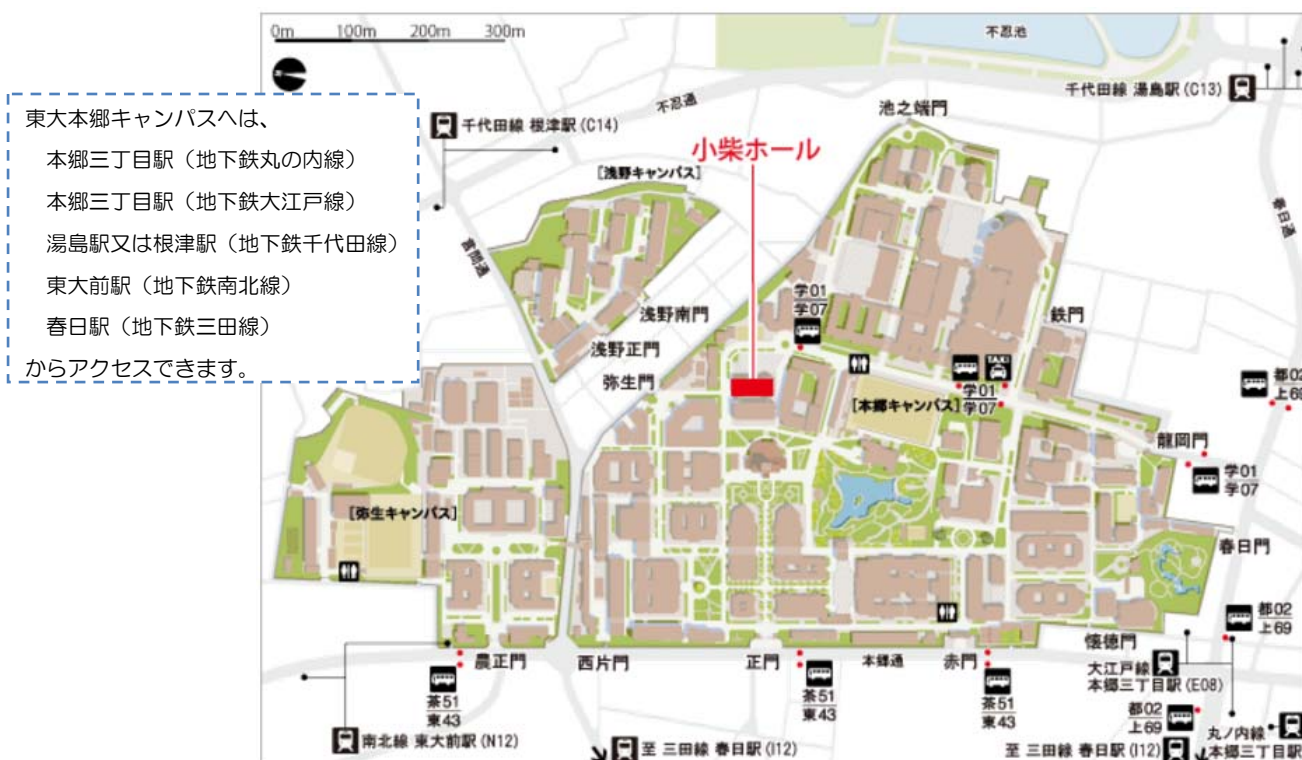 0m 100m 200m 300m
不忍池
千代田線 湯島駅(C13)
東大本郷キャンパスへは、
本郷三丁目駅（地下鉄丸の内線）
本郷三丁目駅（地下鉄大江戸線）
湯島駅又は根津駅（地下鉄千代田線）
東大前駅（地下鉄南北線）
春日駅（地下鉄三田線）
からアクセスできます。
不忍通
池之端門
千代田線 根津駅(C14)
小柴ホール
[浅野キャンパス]
春日通
言問通
学01
学07
浅野南門
鉄門
浅野正門
弥生門
TAXI
都02
上69
[本郷キャンパス]
学01
学07
龍岡門
学01
学07
[弥生キャンパス]
春日門
都02
上69
農正門
西片門
正門
本郷通
赤門
懐徳門
大江戸線
本郷三丁目駅(E08)
茶51
東43
茶51
東43
茶51
東43
都02
上69
南北線 東大前駅(N12)
至 三田線 春日駅(I12)
至 三田線 春日駅(I12)
丸ノ内線
本郷三丁目駅